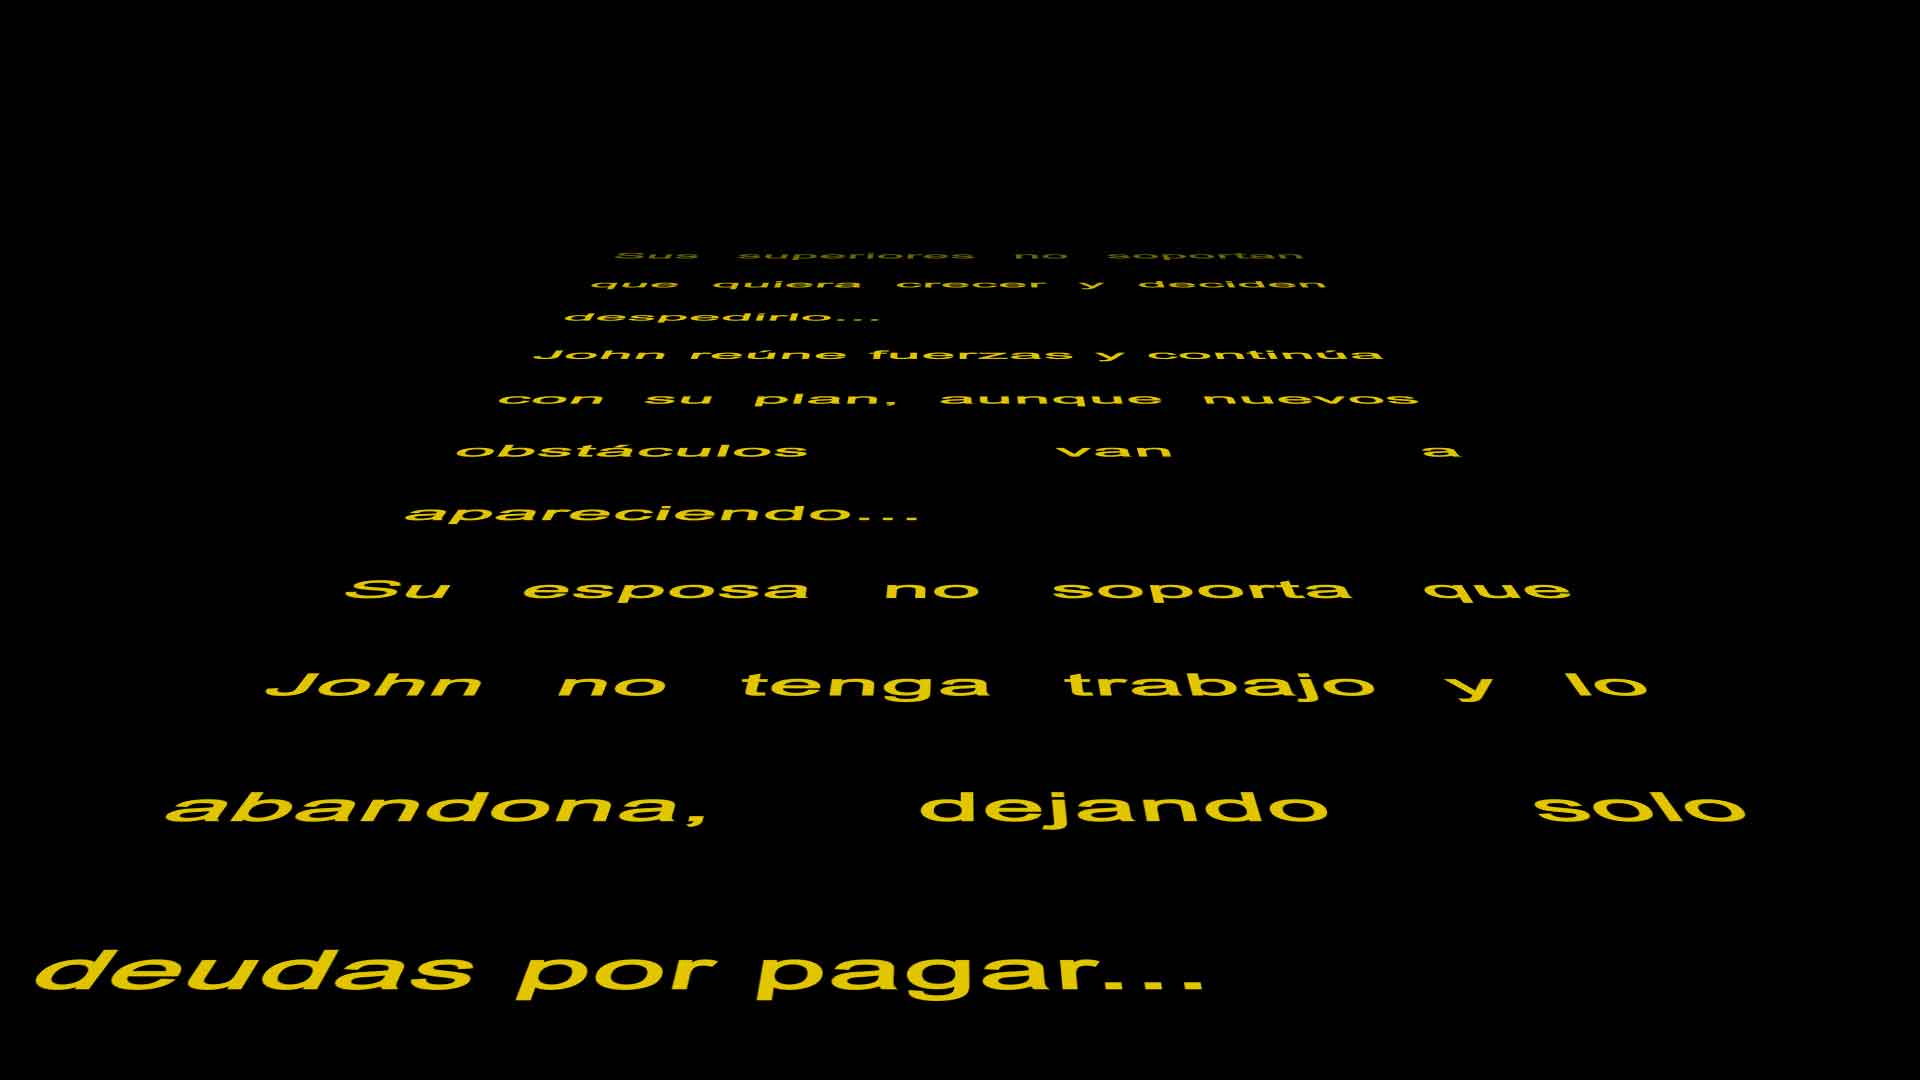 Sus superiores no soportan
que quiera crecer y deciden
despedirlo...
John reúne fuerzas y continúa
con su plan, aunque nuevos
obstáculos van a
apareciendo...
Su esposa no soporta que
John no tenga trabajo y lo
abandona, dejando solo
deudas por pagar...